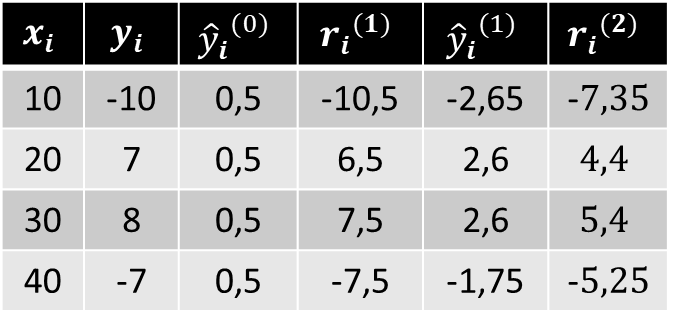 xᵢ yᵢ ŷᵢ⁽⁰⁾ rᵢ⁽¹⁾ ŷᵢ⁽¹⁾ rᵢ⁽²⁾
10 -10 0,5 -10,5 -2,65 -7,35
20 7 0,5 6,5 2,6 4,4
30 8 0,5 7,5 2,6 5,4
40 -7 0,5 -7,5 -1,75 -5,25